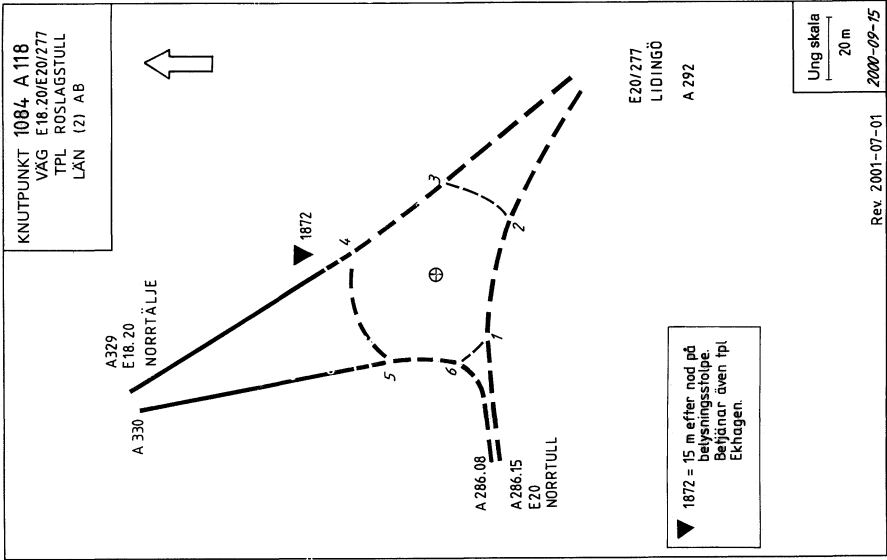 KNUTPUNKT 1084 A 118
VÄG E18.20/E20/277
TPL ROSLAGSTULL
LÄN (2) AB
A329
E18.20
NORRTÄLJE
A 330
1872
4
3
2
1
5
6
E20/277
LIDINGÖ
A 292
A 286.08
A 286.15
E20
NORRTULL
1872 = 15 m efter nod på
belysningsstolpe.
Betjänar även tpl
Ekhagen.
Ung skala
20 m
2000-09-15
Rev. 2001-07-01